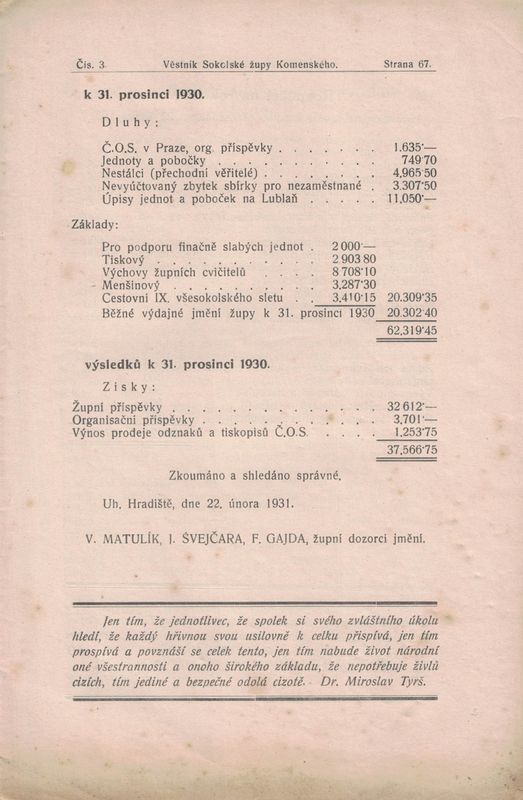 Čís. 3. Věstník Sokolské župy Komenského. Strana 67.
k 31. prosinci 1930.
Dluhy:
Č.O.S. v Praze, org. příspěvky . . . . . . . 1.635·—
Jednoty a pobočky . . . . . . . . . . 749·70
Nestálci (přechodní věřitelé) . . . . . . . . 4,965·50
Nevyúčtovaný zbytek sbírky pro nezaměstnané . 3.307·50
Úpisy jednot a poboček na Lublaň . . . . . 11,050·—
Základy:
Pro podporu finačně slabých jednot . 2 000·—
Tiskový . . . . . . . . . . 2 903 80
Výchovy župních cvičitelů . . . . 8 708·10
Menšinový . . . . . . . . . 3,287·30
Cestovní IX. všesokolského sletu . . 3,410·15 20.309·35
Běžné výdajné jmění župy k 31. prosinci 1930 20.302·40
62,319·45
výsledků k 31. prosinci 1930.
Zisky:
Župní příspěvky . . . . . . . . . . . . . . 32 612·—
Organisační příspěvky . . . . . . . . . . . . 3,701·—
Výnos prodeje odznaků a tiskopisů Č.O.S. . . . . 1,253·75
37,566·75
Zkoumáno a shledáno správné.
Uh. Hradiště, dne 22. února 1931.
V. MATULÍK, J. ŠVEJČARA, F. GAJDA, župní dozorci jmění.
Jen tím, že jednotlivec, že spolek si svého zvláštního úkolu
hledí, že každý hřivnou svou usilovně k celku přispívá, jen tím
prospívá a povznáší se celek tento, jen tím nabude život národní
oné všestrannosti a onoho širokého základu, že nepotřebuje živlů
cizích, tím jediné a bezpečné odolá cizotě. - Dr. Miroslav Tyrš.